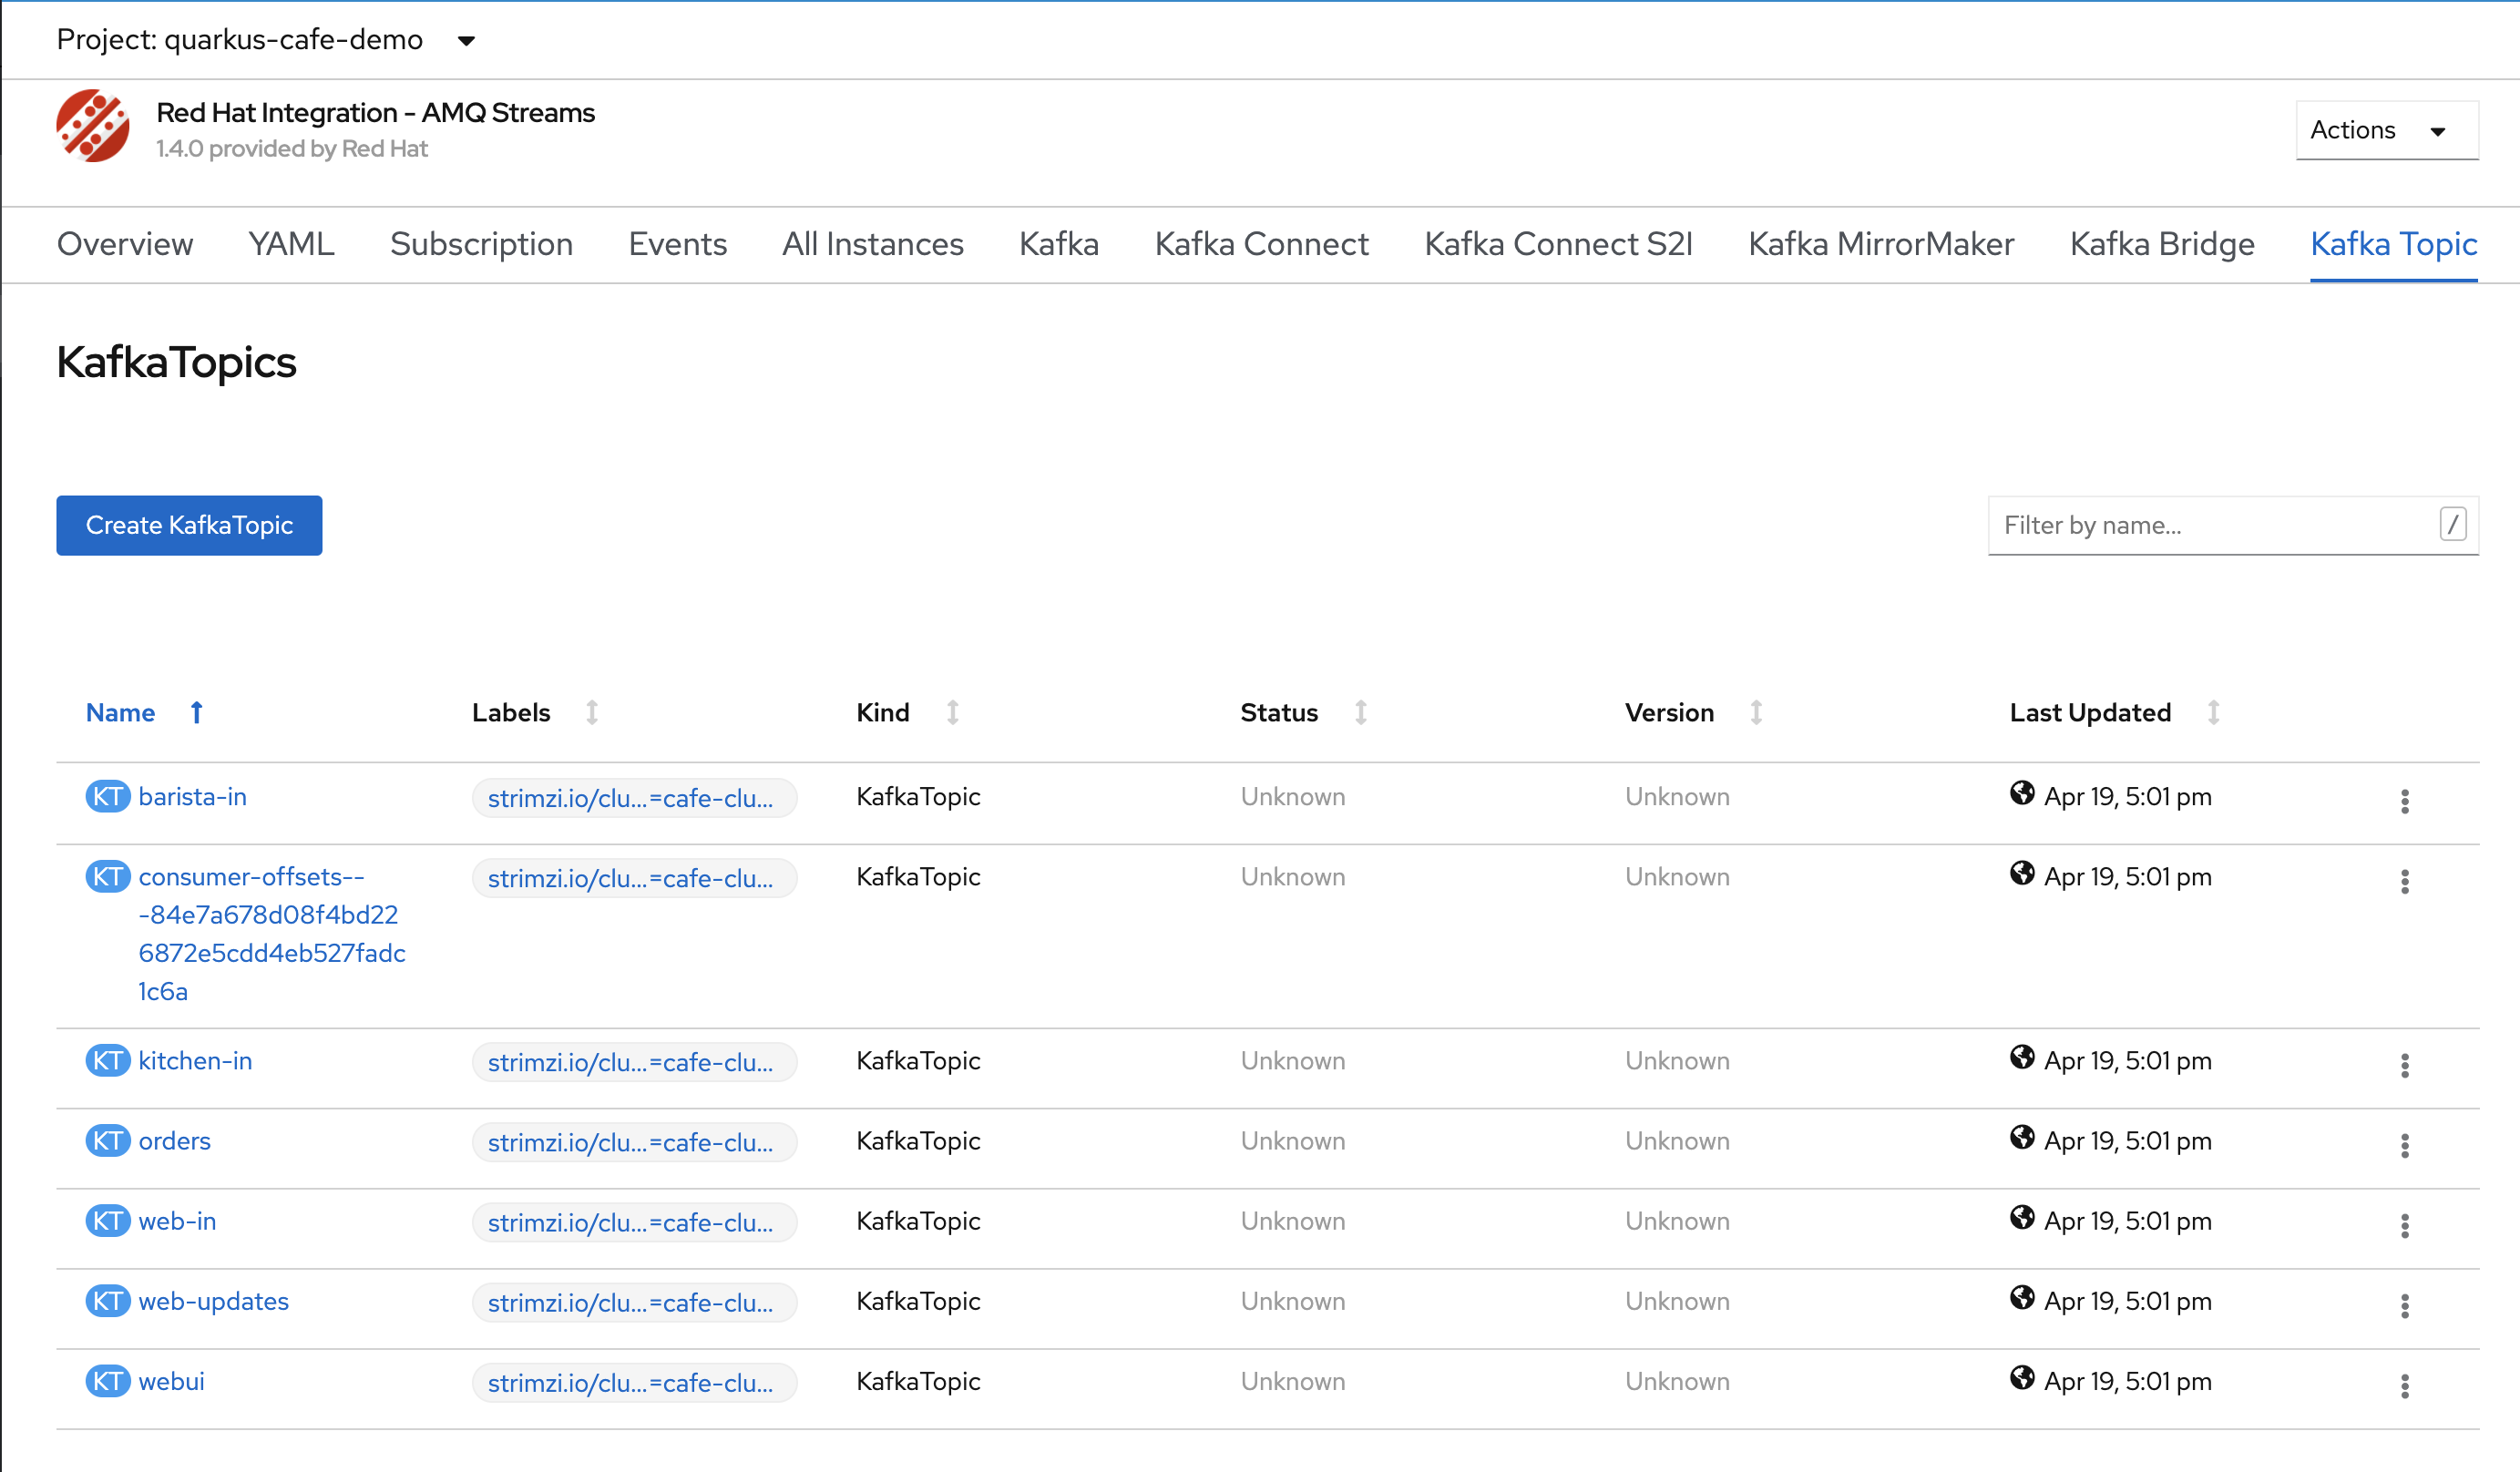 Project: quarkus-cafe-demo
Red Hat Integration - AMQ Streams
1.4.0 provided by Red Hat
Actions
Overview YAML Subscription Events All Instances Kafka Kafka Connect Kafka Connect S2I Kafka MirrorMaker Kafka Bridge Kafka Topic
KafkaTopics
Create KafkaTopic
Filter by name...
/
Name Labels Kind Status Version Last Updated
KT barista-in strimzi.io/clu...=cafe-clu... KafkaTopic Unknown Unknown Apr 19, 5:01 pm
KT consumer-offsets-- strimzi.io/clu...=cafe-clu... KafkaTopic Unknown Unknown Apr 19, 5:01 pm
-84e7a678d08f4bd22
6872e5cdd4eb527fadc
1c6a
KT kitchen-in strimzi.io/clu...=cafe-clu... KafkaTopic Unknown Unknown Apr 19, 5:01 pm
KT orders strimzi.io/clu...=cafe-clu... KafkaTopic Unknown Unknown Apr 19, 5:01 pm
KT web-in strimzi.io/clu...=cafe-clu... KafkaTopic Unknown Unknown Apr 19, 5:01 pm
KT web-updates strimzi.io/clu...=cafe-clu... KafkaTopic Unknown Unknown Apr 19, 5:01 pm
KT webui strimzi.io/clu...=cafe-clu... KafkaTopic Unknown Unknown Apr 19, 5:01 pm